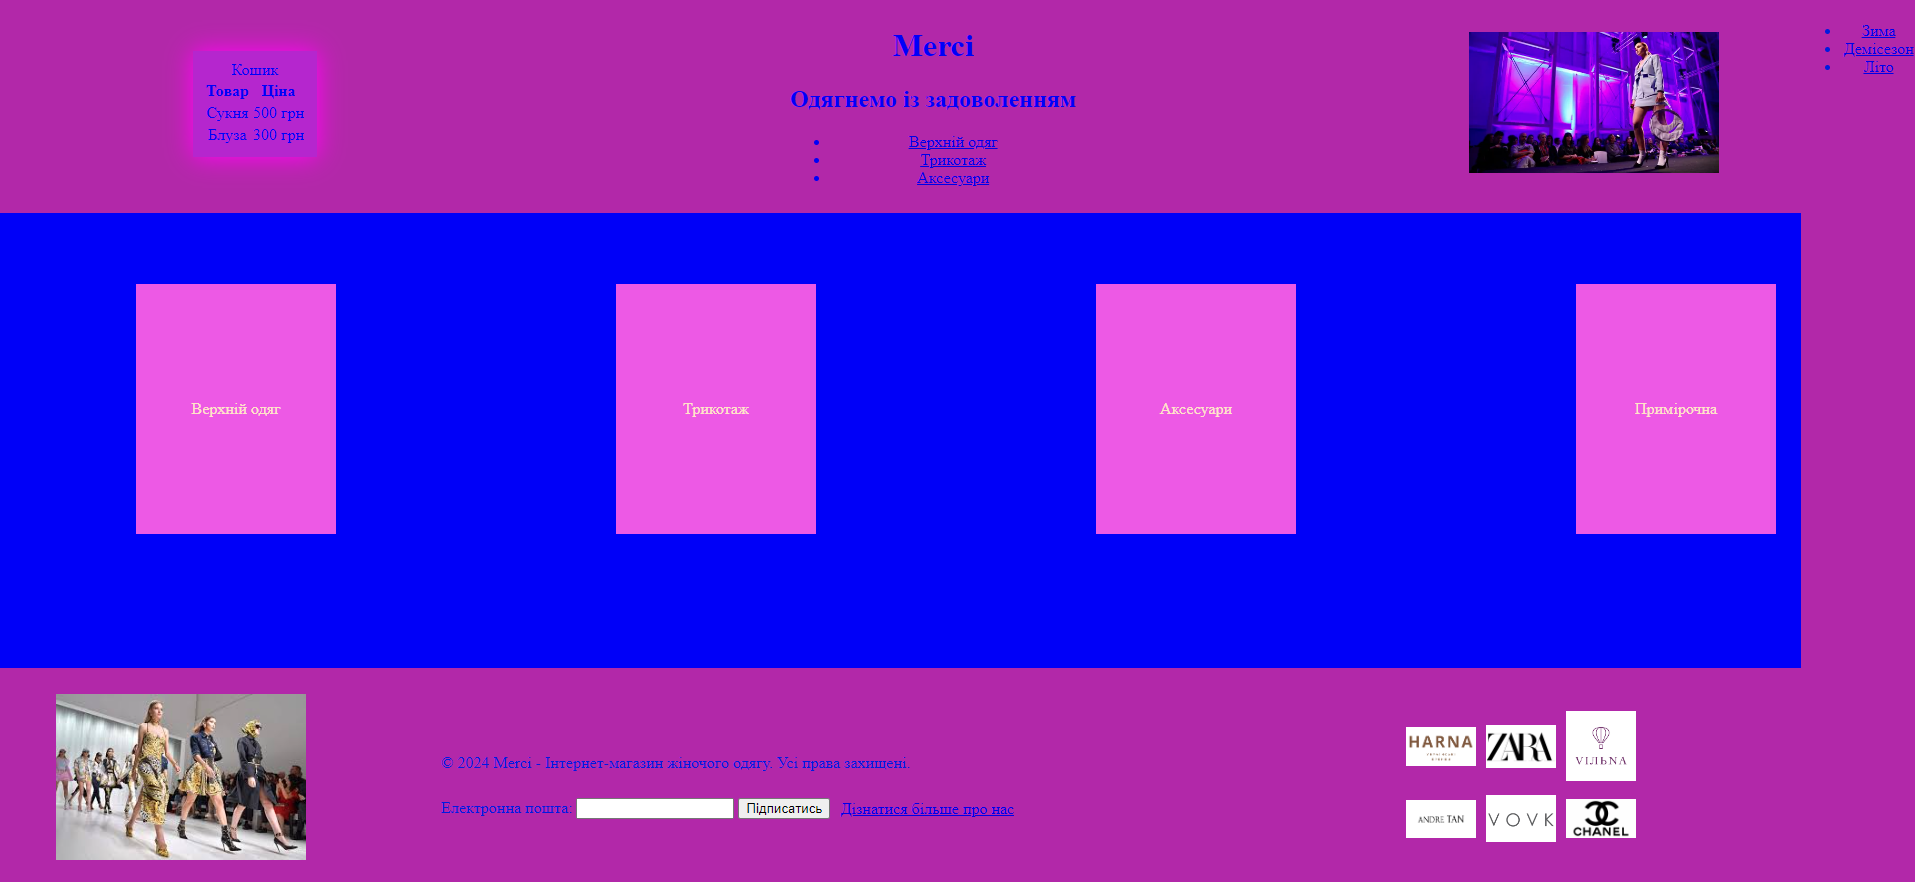 Кошик
Товар Ціна
Сукня 500 грн
Блуза 300 грн
Merci
Одягнемо із задоволенням
Верхній одяг
Трикотаж
Аксесуари
Зима
Демісезон
Літо
Верхній одяг
Трикотаж
Аксесуари
Примірочна
© 2024 Merci - Інтернет-магазин жіночого одягу. Усі права захищені.
Електронна пошта: Підписатись Дізнатися більше про нас
HARNA
ZARA
VIЛЬNA
ANDRE TAN
VOVK
CHANEL